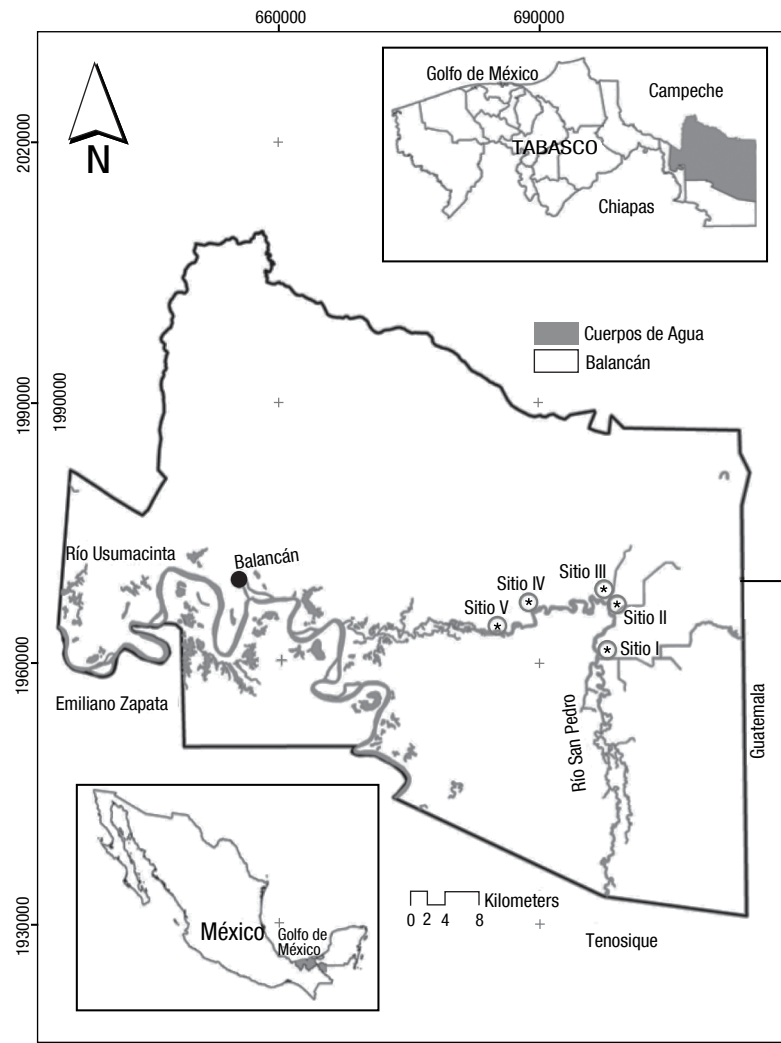 660000
690000
2020000
N
Golfo de México
Campeche
TABASCO
Chiapas
Cuerpos de Agua
Balancán
1990000
1990000
Río Usumacinta
Balancán
Sitio III
Sitio IV
Sitio II
Sitio V
Sitio I
1960000
Emiliano Zapata
Río San Pedro
Guatemala
Kilometers
0 2 4 8
México
Golfo de
México
1930000
Tenosique